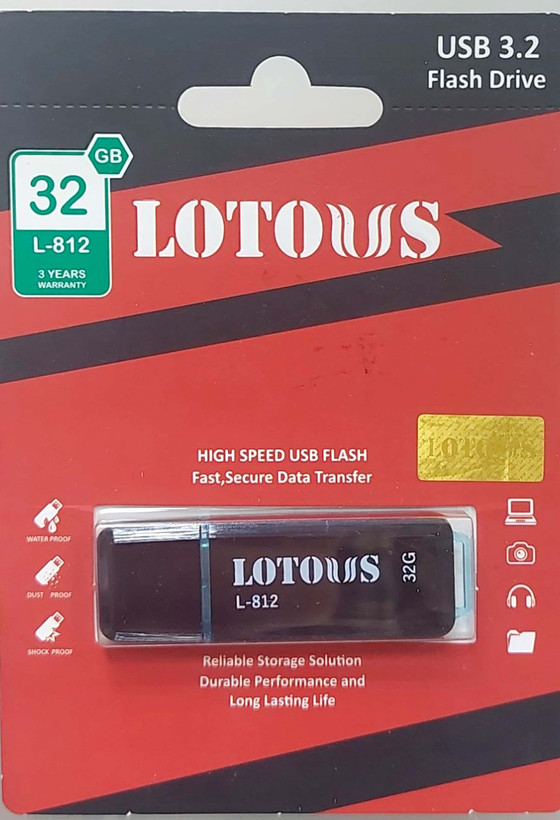 USB 3.2
Flash Drive
GB
32
L-812
3 YEARS
WARRANTY
LOTOUS
LOTOUS
HIGH SPEED USB FLASH
Fast,Secure Data Transfer
WATER PROOF
DUST PROOF
SHOCK PROOF
LOTOUS
32G
L-812
Reliable Storage Solution
Durable Performance and
Long Lasting Life